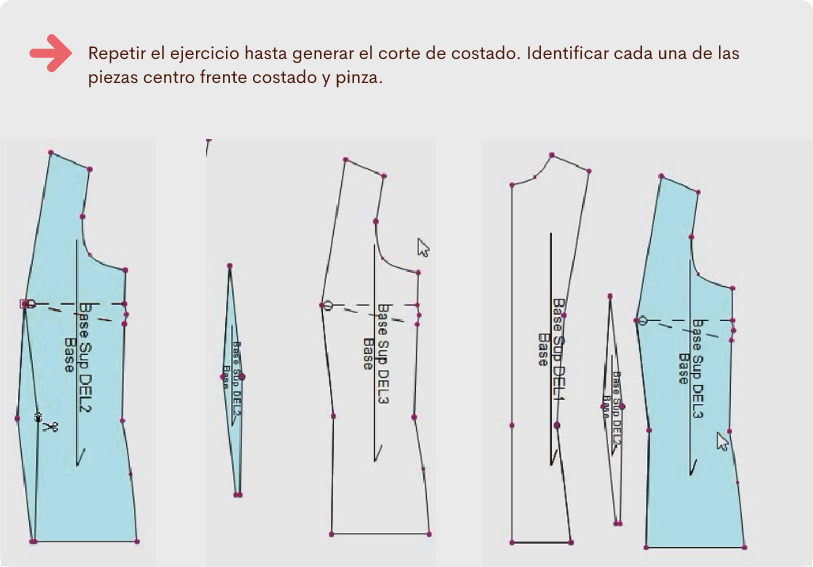 Repetir el ejercicio hasta generar el corte de costado. Identificar cada una de las
piezas centro frente costado y pinza.
Base Sup DEL2
Base
Base Sup DEL2
Base
Base Sup DEL3
Base
Base Sup DEL1
Base
Base Sup DEL2
Base
Base Sup DEL3
Base